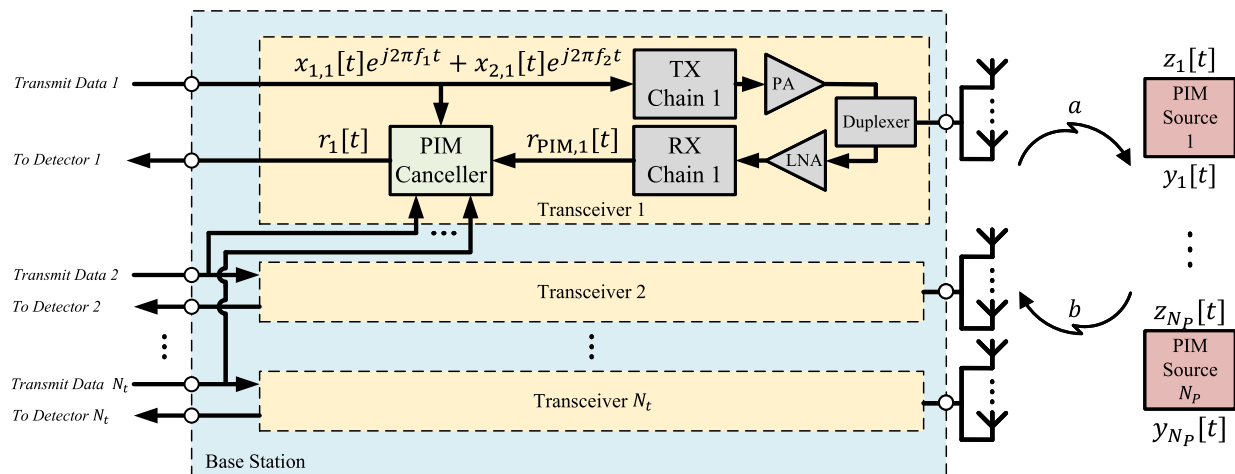 Transmit Data 1
x_{1,1}[t]e^{j2πf_1t} + x_{2,1}[t]e^{j2πf_2t}
TX
Chain 1
PA
Duplexer
To Detector 1
r_1[t]
PIM
Canceller
r_{PIM,1}[t]
RX
Chain 1
LNA
Transceiver 1
...
Transmit Data 2
To Detector 2
Transceiver 2
Transmit Data N_t
To Detector N_t
Transceiver N_t
Base Station
a
b
z_1[t]
PIM
Source
1
y_1[t]
z_{N_P}[t]
PIM
Source
N_P
y_{N_P}[t]